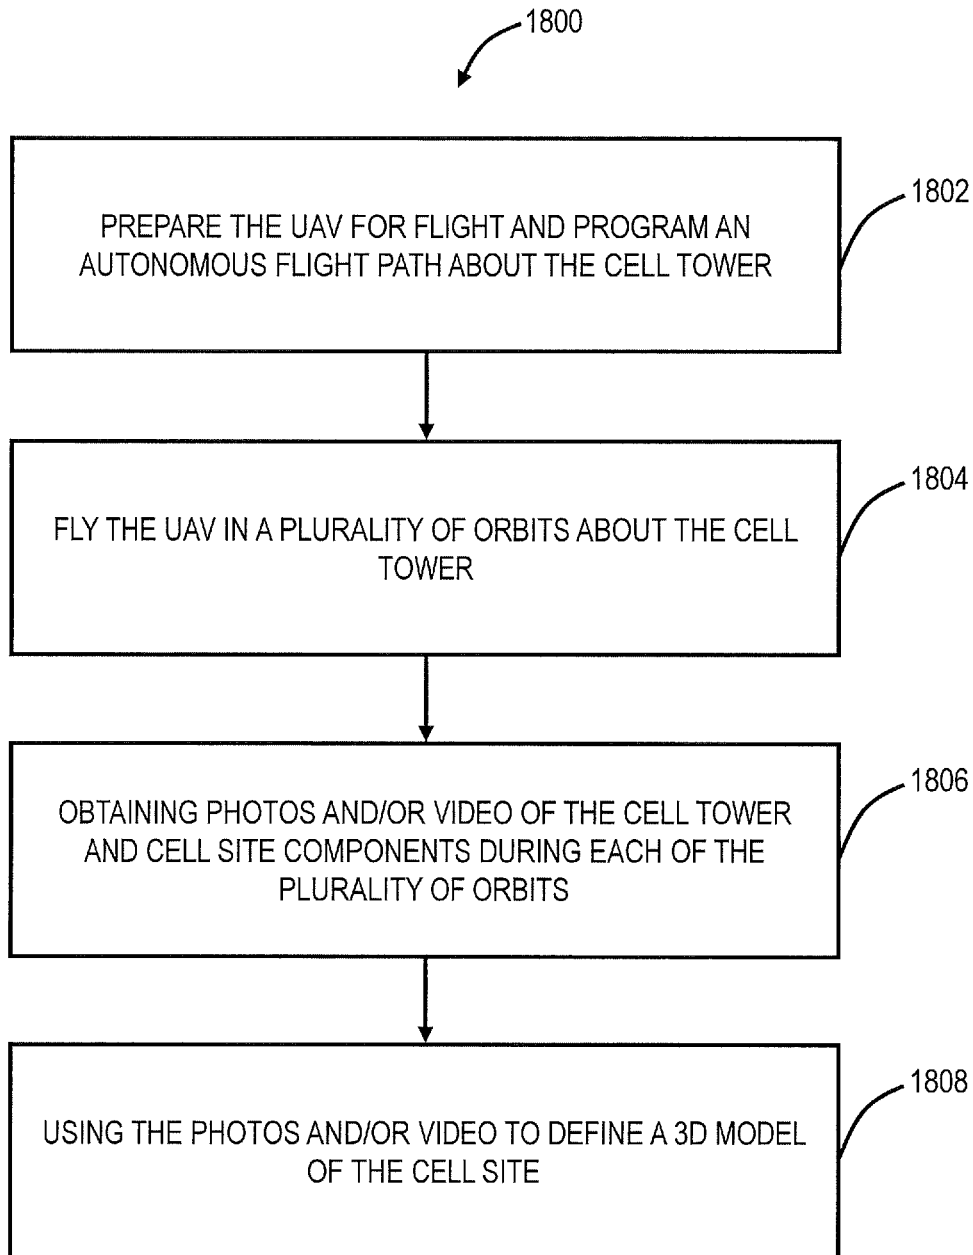 1800
1802
PREPARE THE UAV FOR FLIGHT AND PROGRAM AN
AUTONOMOUS FLIGHT PATH ABOUT THE CELL TOWER
1804
FLY THE UAV IN A PLURALITY OF ORBITS ABOUT THE CELL
TOWER
1806
OBTAINING PHOTOS AND/OR VIDEO OF THE CELL TOWER
AND CELL SITE COMPONENTS DURING EACH OF THE
PLURALITY OF ORBITS
1808
USING THE PHOTOS AND/OR VIDEO TO DEFINE A 3D MODEL
OF THE CELL SITE